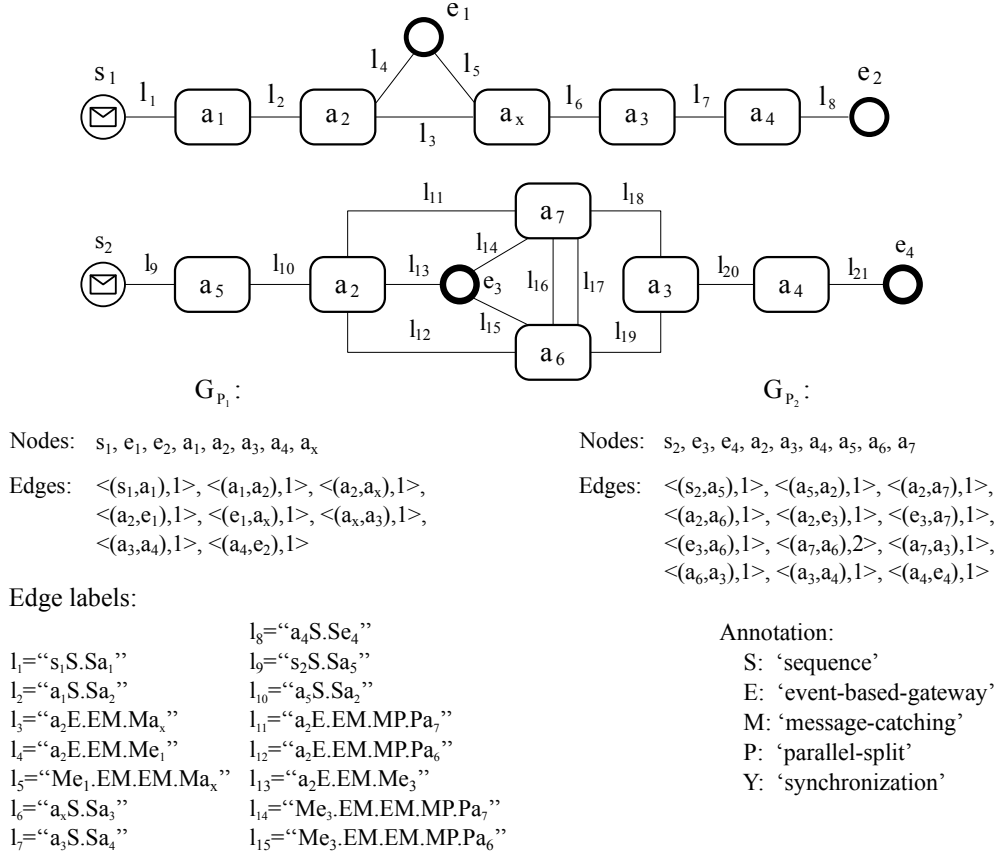 e₁
l₄ l₅
s₁ e₂
l₁ a₁ l₂ a₂ l₃ aₓ l₆ a₃ l₇ a₄ l₈
l₁₁ a₇ l₁₈
s₂ l₁₄ e₄
l₉ a₅ l₁₀ a₂ l₁₃ e₃ l₁₆ l₁₇ a₃ l₂₀ a₄ l₂₁
l₁₅
l₁₂ a₆ l₁₉
G_P₁:
Nodes: s₁, e₁, e₂, a₁, a₂, a₃, a₄, aₓ
Edges: <(s₁,a₁),1>, <(a₁,a₂),1>, <(a₂,aₓ),1>,
<(a₂,e₁),1>, <(e₁,aₓ),1>, <(aₓ,a₃),1>,
<(a₃,a₄),1>, <(a₄,e₂),1>
G_P₂:
Nodes: s₂, e₃, e₄, a₂, a₃, a₄, a₅, a₆, a₇
Edges: <(s₂,a₅),1>, <(a₅,a₂),1>, <(a₂,a₇),1>,
<(a₂,a₆),1>, <(a₂,e₃),1>, <(e₃,a₇),1>,
<(e₃,a₆),1>, <(a₇,a₆),2>, <(a₇,a₃),1>,
<(a₆,a₃),1>, <(a₃,a₄),1>, <(a₄,e₄),1>
Edge labels:
l₁=“s₁S.Sa₁”
l₂=“a₁S.Sa₂”
l₃=“a₂E.EM.Maₓ”
l₄=“a₂E.EM.Me₁”
l₅=“Me₁.EM.EM.Maₓ”
l₆=“aₓS.Sa₃”
l₇=“a₃S.Sa₄”
l₈=“a₄S.Se₄”
l₉=“s₂S.Sa₅”
l₁₀=“a₅S.Sa₂”
l₁₁=“a₂E.EM.MP.Pa₇”
l₁₂=“a₂E.EM.MP.Pa₆”
l₁₃=“a₂E.EM.Me₃”
l₁₄=“Me₃.EM.EM.MP.Pa₇”
l₁₅=“Me₃.EM.EM.MP.Pa₆”
Annotation:
S: ‘sequence’
E: ‘event-based-gateway’
M: ‘message-catching’
P: ‘parallel-split’
Y: ‘synchronization’